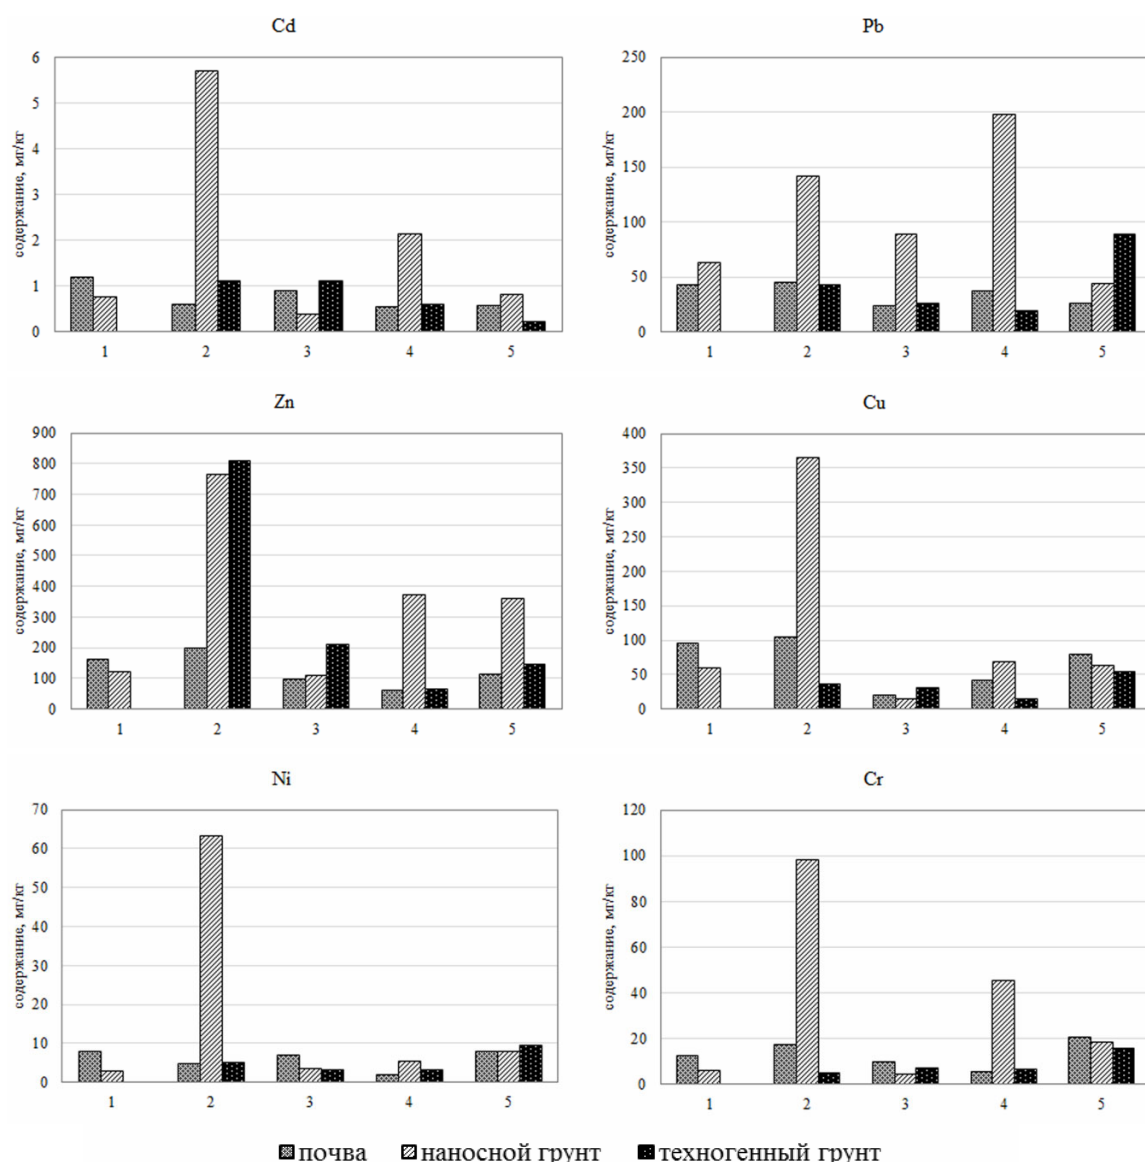 Cd
содержание, мг/кг
6
5
4
3
2
1
0
1 2 3 4 5
Pb
содержание, мг/кг
250
200
150
100
50
0
1 2 3 4 5
Zn
содержание, мг/кг
900
800
700
600
500
400
300
200
100
0
1 2 3 4 5
Cu
содержание, мг/кг
400
350
300
250
200
150
100
50
0
1 2 3 4 5
Ni
содержание, мг/кг
70
60
50
40
30
20
10
0
1 2 3 4 5
Cr
содержание, мг/кг
120
100
80
60
40
20
0
1 2 3 4 5
почва наносной грунт техногенный грунт